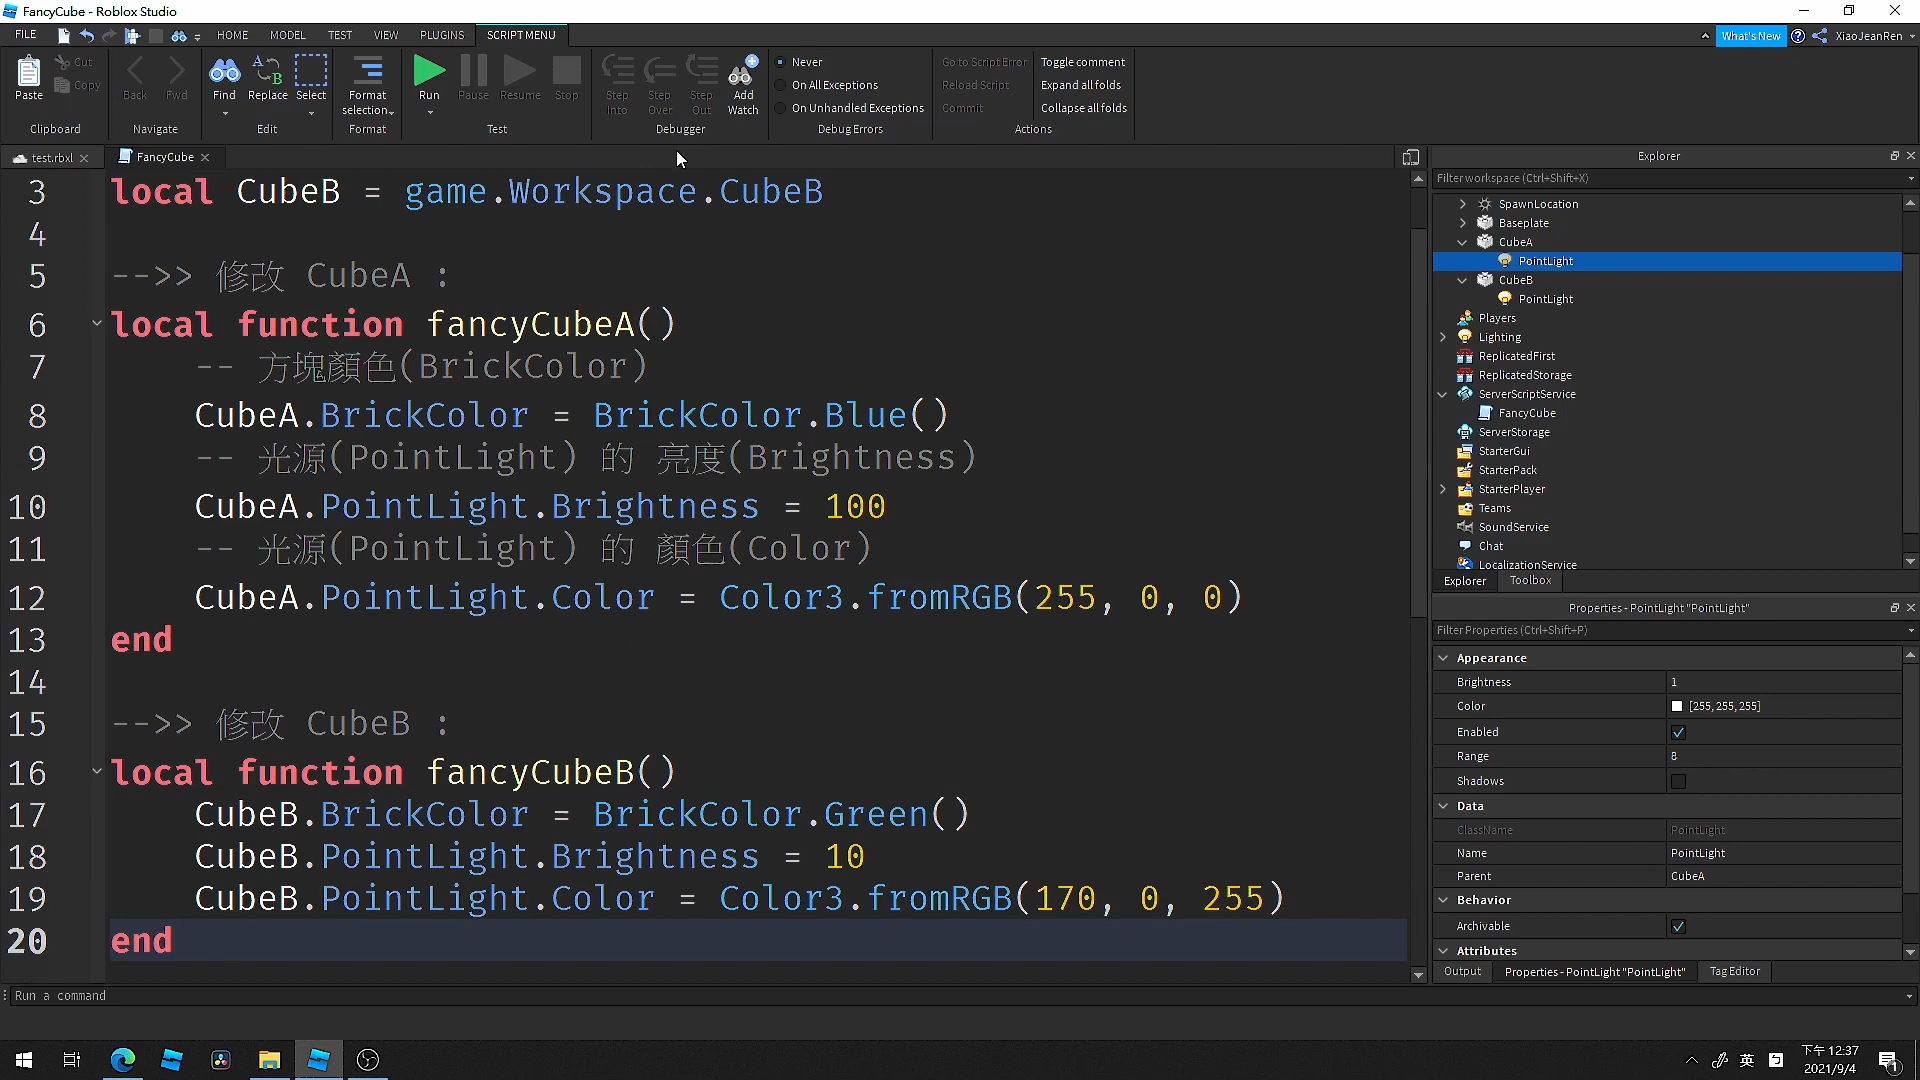 FancyCube - Roblox Studio
FILE
HOME
MODEL
TEST
VIEW
PLUGINS
SCRIPT MENU
What's New
XiaoJeanRen
Paste
Cut
Copy
Clipboard
Back
Fwd
Navigate
Find
Replace
Select
Edit
Format
selection
Format
Run
Pause
Resume
Stop
Test
Step
Into
Step
Over
Step
Out
Add
Watch
Debugger
Never
On All Exceptions
On Unhandled Exceptions
Debug Errors
Go to Script Error
Reload Script
Commit
Toggle comment
Expand all folds
Collapse all folds
Actions
test.rbxl
FancyCube
3 local CubeB = game.Workspace.CubeB
4
5 -->> 修改 CubeA :
6 local function fancyCubeA()
7 -- 方塊顏色(BrickColor)
8 CubeA.BrickColor = BrickColor.Blue()
9 -- 光源(PointLight) 的 亮度(Brightness)
10 CubeA.PointLight.Brightness = 100
11 -- 光源(PointLight) 的 顏色(Color)
12 CubeA.PointLight.Color = Color3.fromRGB(255, 0, 0)
13 end
14
15 -->> 修改 CubeB :
16 local function fancyCubeB()
17 CubeB.BrickColor = BrickColor.Green()
18 CubeB.PointLight.Brightness = 10
19 CubeB.PointLight.Color = Color3.fromRGB(170, 0, 255)
20 end
Explorer
Filter workspace (Ctrl+Shift+X)
SpawnLocation
Baseplate
CubeA
PointLight
CubeB
PointLight
Players
Lighting
ReplicatedFirst
ReplicatedStorage
ServerScriptService
FancyCube
ServerStorage
StarterGui
StarterPack
StarterPlayer
Teams
SoundService
Chat
LocalizationService
Explorer
Toolbox
Properties - PointLight "PointLight"
Filter Properties (Ctrl+Shift+P)
Appearance
Brightness 1
Color [255, 255, 255]
Enabled
Range 8
Shadows
Data
ClassName PointLight
Name PointLight
Parent CubeA
Behavior
Archivable
Attributes
Output
Properties - PointLight "PointLight"
Tag Editor
Run a command
英
下午 12:37
2021/9/4
1